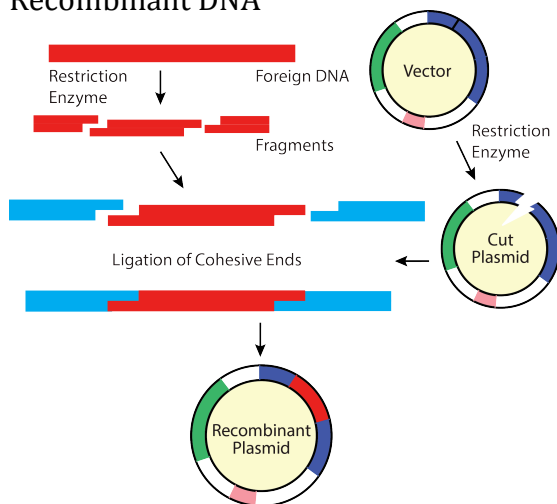 Recombinant DNA
Restriction
Enzyme
Foreign DNA
Vector
Fragments
Restriction
Enzyme
Cut
Plasmid
Ligation of Cohesive Ends
Recombinant
Plasmid